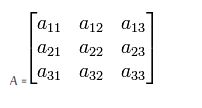 a₁₁ a₁₂ a₁₃
a₂₁ a₂₂ a₂₃
A = a₃₁ a₃₂ a₃₃